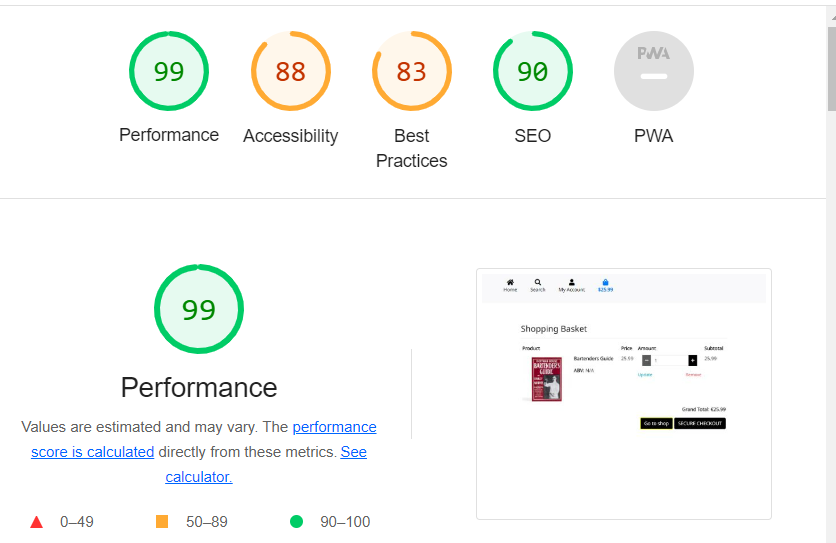 99
88
83
90
PWA
Performance
Accessibility
Best
Practices
SEO
PWA
99
Performance
Values are estimated and may vary. The performance
score is calculated directly from these metrics. See
calculator.
0–49
50–89
90–100
Home
Search
My Account
£25.99
Shopping Basket
Product
Price
Amount
Subtotal
BARTENDERS
GUIDE
Bartenders Guide
25.99
1
25.99
ABV: N/A
Update
Remove
Grand Total: £25.99
Go to shop
SECURE CHECKOUT